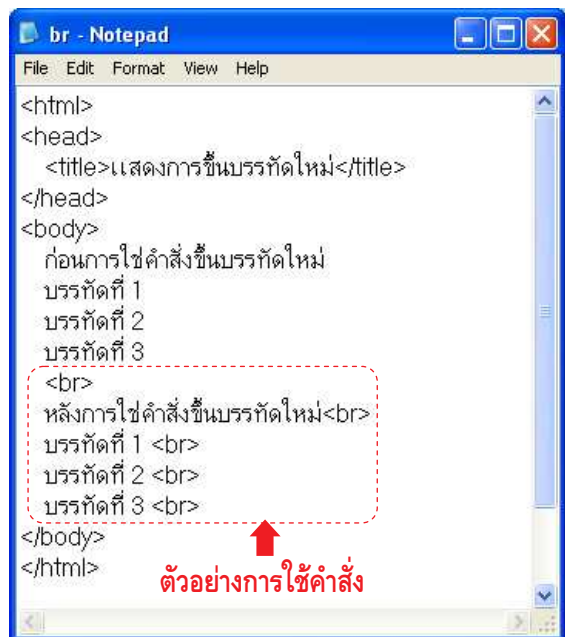 br - Notepad
File Edit Format View Help
<html>
<head>
<title>แสดงการขึ้นบรรทัดใหม่</title>
</head>
<body>
ก่อนการใช่คำสั่งขึ้นบรรทัดใหม่
บรรทัดที่ 1
บรรทัดที่ 2
บรรทัดที่ 3
<br>
หลังการใช่คำสั่งขึ้นบรรทัดใหม่<br>
บรรทัดที่ 1 <br>
บรรทัดที่ 2 <br>
บรรทัดที่ 3 <br>
</body>
</html>
ตัวอย่างการใช้คำสั่ง